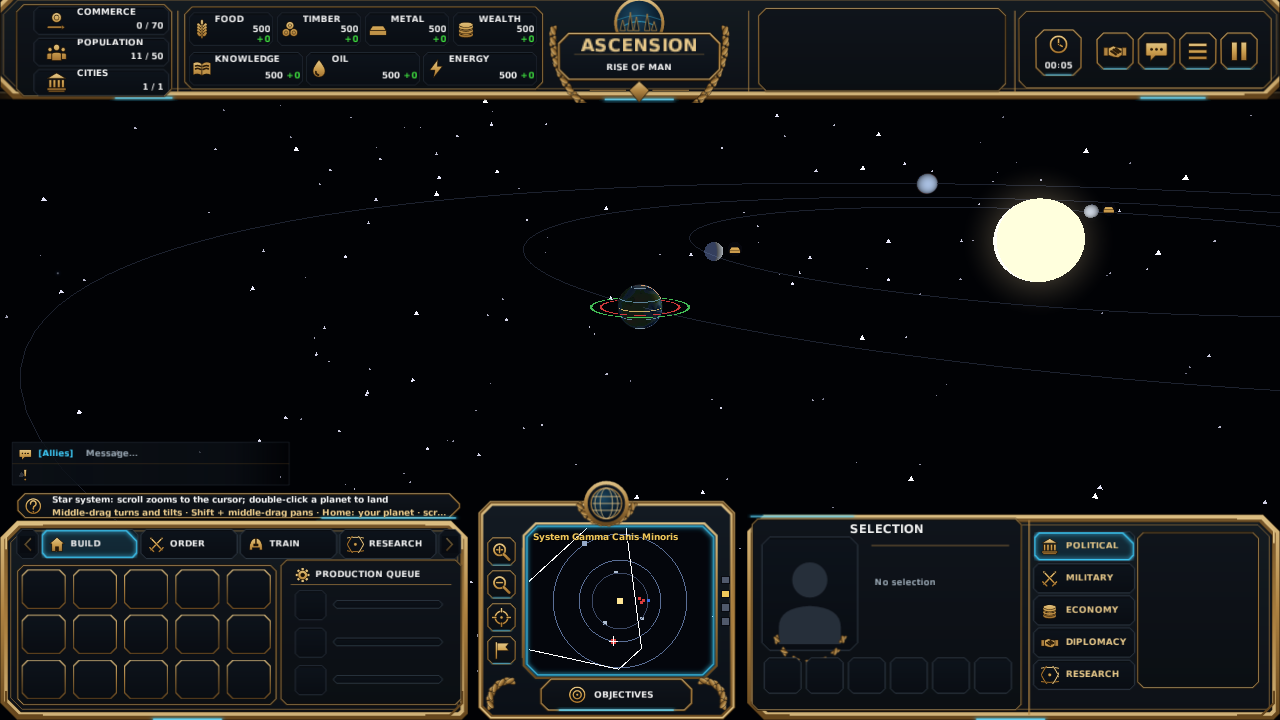 COMMERCE
0 / 70
POPULATION
11 / 50
CITIES
1 / 1
FOOD
500
+0
TIMBER
500
+0
METAL
500
+0
WEALTH
500
+0
KNOWLEDGE
500 +0
OIL
500 +0
ENERGY
500 +0
ASCENSION
RISE OF MAN
00:05
[Allies] Message...
!
Star system: scroll zooms to the cursor; double-click a planet to land
Middle-drag turns and tilts · Shift + middle-drag pans · Home: your planet · scr...
BUILD
ORDER
TRAIN
RESEARCH
PRODUCTION QUEUE
System Gamma Canis Minoris
OBJECTIVES
SELECTION
No selection
POLITICAL
MILITARY
ECONOMY
DIPLOMACY
RESEARCH